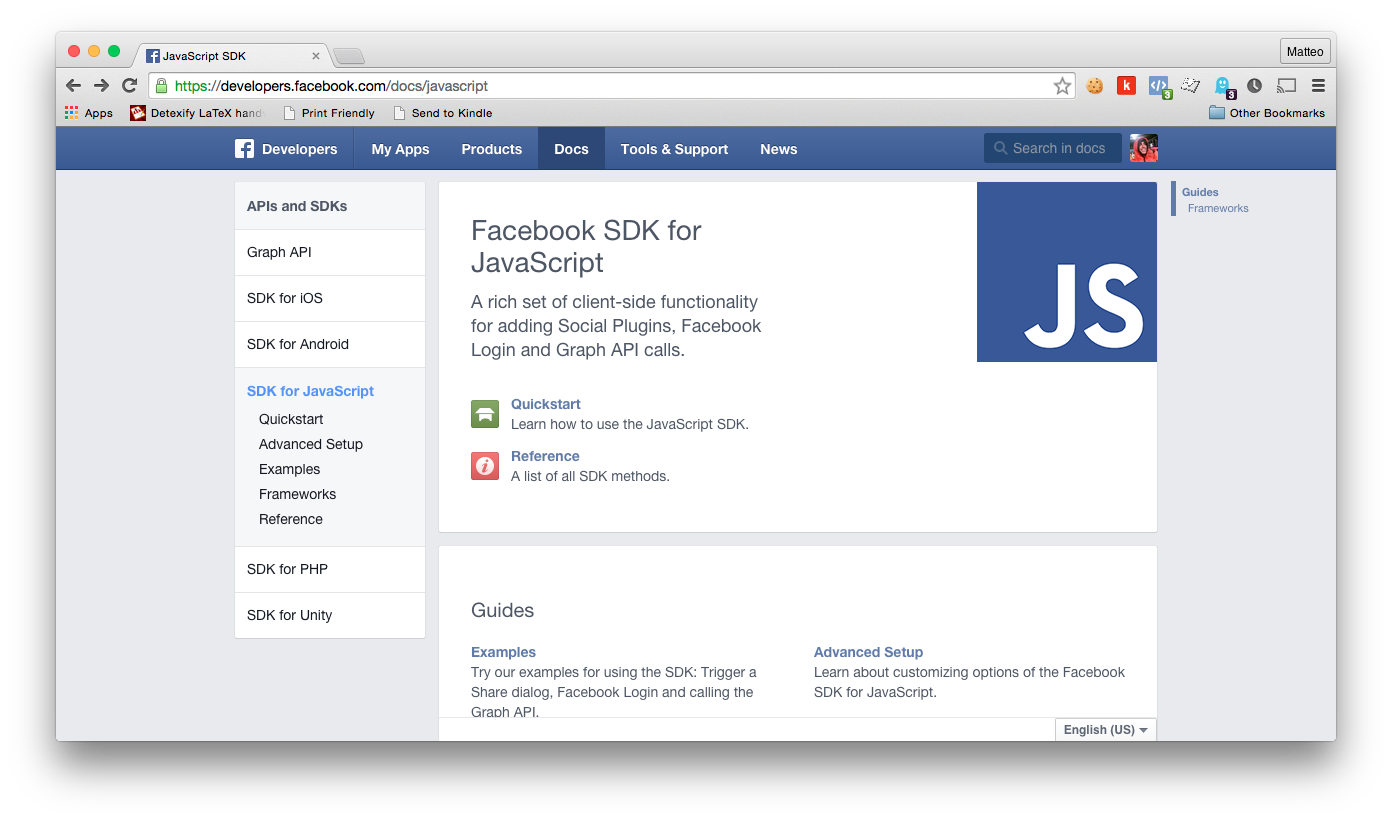 JavaScript SDK
Matteo
https://developers.facebook.com/docs/javascript
k
3
3
Apps
Detexify LaTeX hand
Print Friendly
Send to Kindle
Other Bookmarks
Developers
My Apps
Products
Docs
Tools & Support
News
Search in docs
APIs and SDKs
Graph API
SDK for iOS
SDK for Android
SDK for JavaScript
Quickstart
Advanced Setup
Examples
Frameworks
Reference
SDK for PHP
SDK for Unity
Facebook SDK for
JavaScript
A rich set of client-side functionality
for adding Social Plugins, Facebook
Login and Graph API calls.
JS
Quickstart
Learn how to use the JavaScript SDK.
Reference
A list of all SDK methods.
Guides
Examples
Try our examples for using the SDK: Trigger a
Share dialog, Facebook Login and calling the
Graph API.
Advanced Setup
Learn about customizing options of the Facebook
SDK for JavaScript.
English (US)
Guides
Frameworks